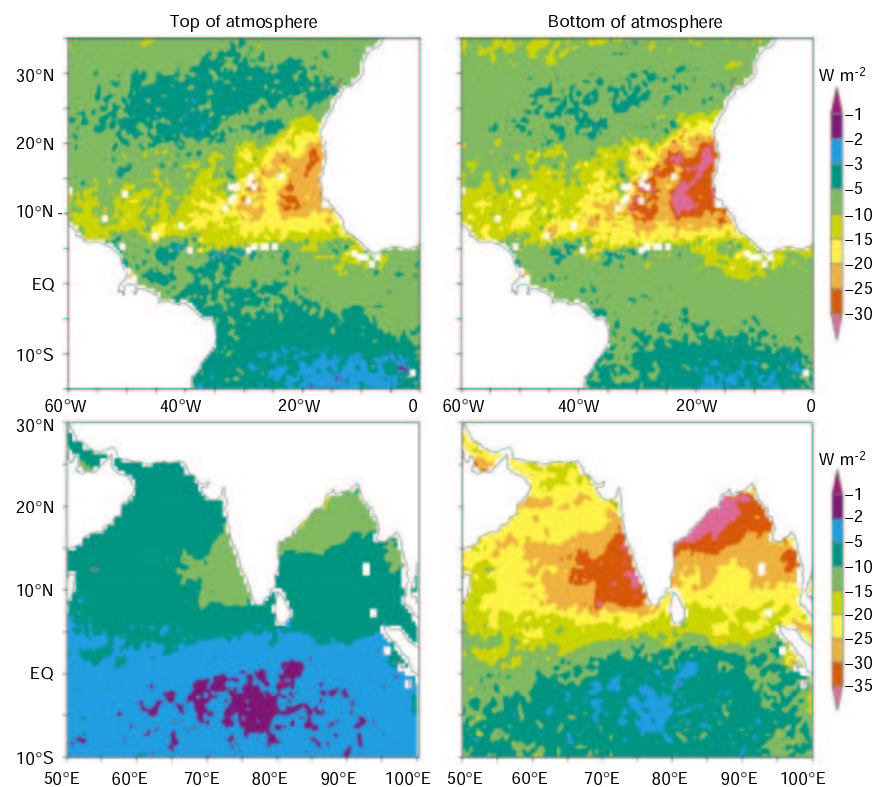 Top of atmosphere
Bottom of atmosphere
W m-2
30°N
20°N
10°N
EQ
10°S
–1
–2
–3
–5
–10
–15
–20
–25
–30
60°W 40°W 20°W 0
60°W 40°W 20°W 0
30°N
20°N
10°N
EQ
10°S
W m-2
–1
–2
–5
–10
–15
–20
–25
–30
–35
50°E 60°E 70°E 80°E 90°E 100°E
50°E 60°E 70°E 80°E 90°E 100°E